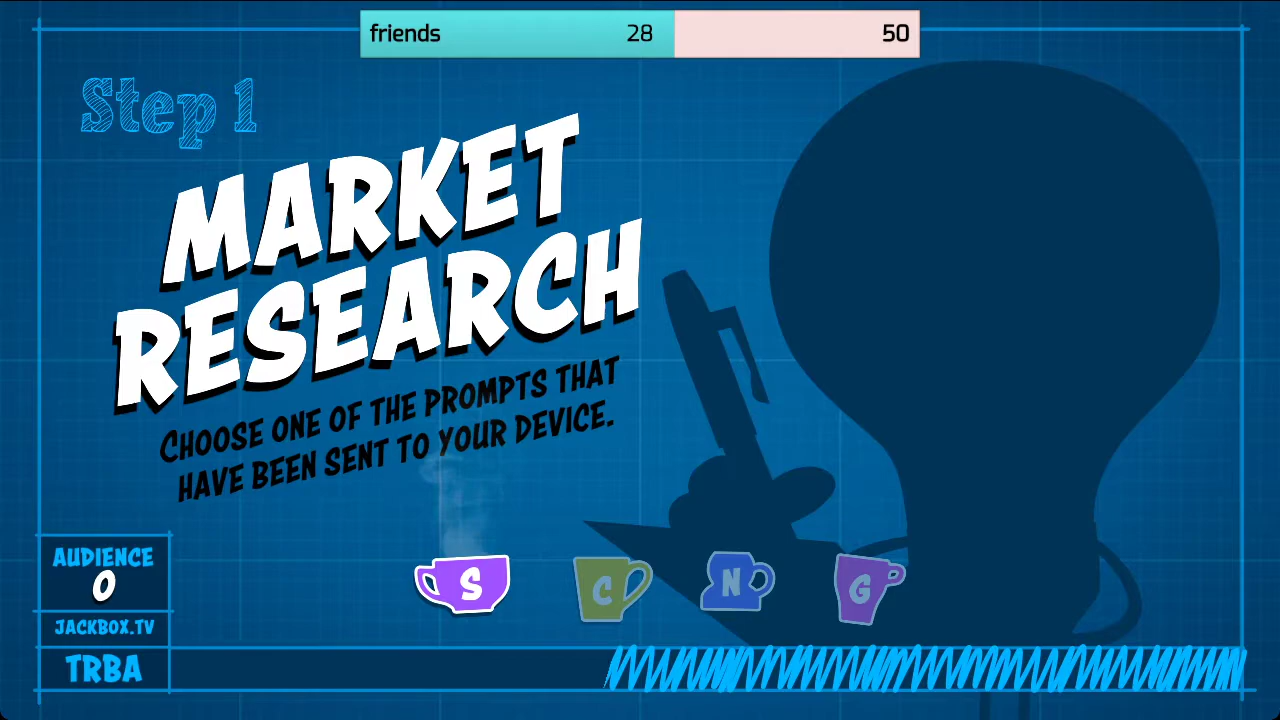 friends 28 50
Step 1
MARKET
RESEARCH
CHOOSE ONE OF THE PROMPTS THAT
HAVE BEEN SENT TO YOUR DEVICE.
AUDIENCE
0
JACKBOX.TV
TRBA
S C N G